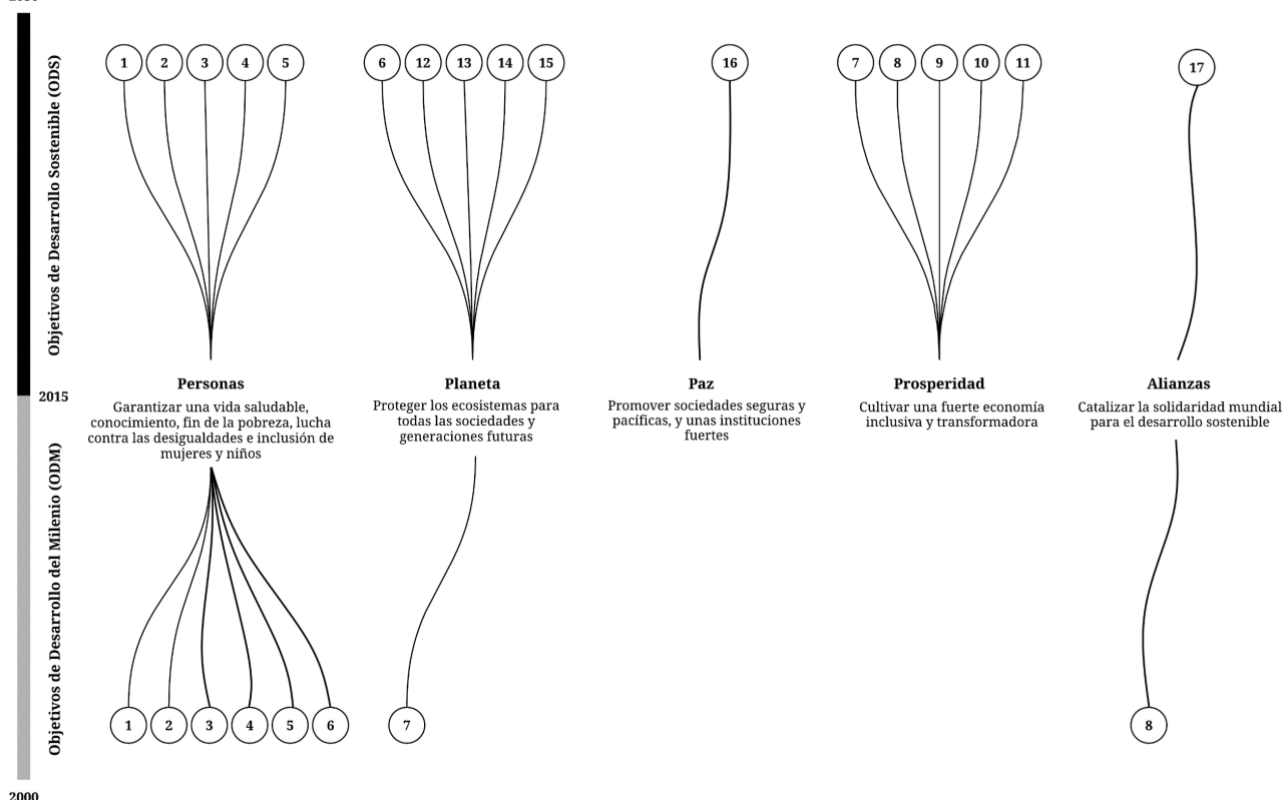 1 2 3 4 5
6 12 13 14 15
16
7 8 9 10 11
17
Objetivos de Desarrollo Sostenible (ODS)
2015
Personas
Garantizar una vida saludable,
conocimiento, fin de la pobreza, lucha
contra las desigualdades e inclusión de
mujeres y niños
Planeta
Proteger los ecosistemas para
todas las sociedades y
generaciones futuras
Paz
Promover sociedades seguras y
pacíficas, y unas instituciones
fuertes
Prosperidad
Cultivar una fuerte economía
inclusiva y transformadora
Alianzas
Catalizar la solidaridad mundial
para el desarrollo sostenible
Objetivos de Desarrollo del Milenio (ODM)
1 2 3 4 5 6
7
8
2000